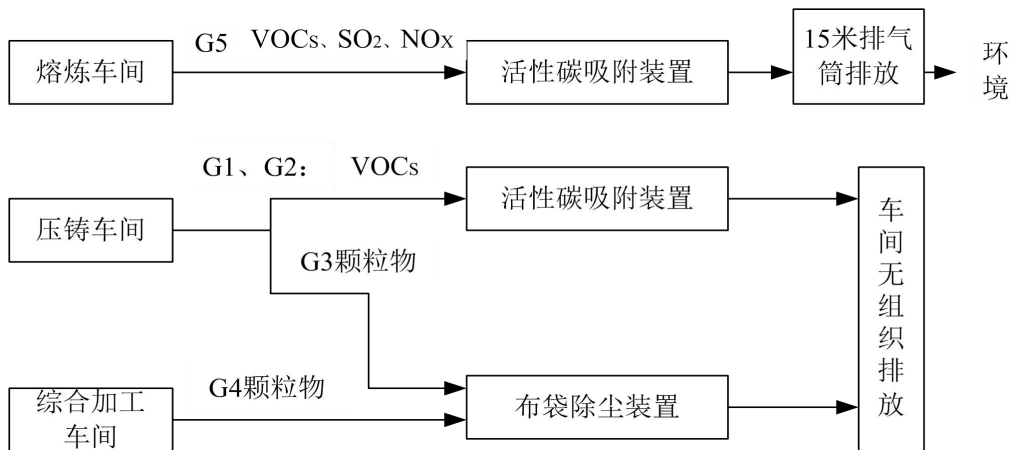 熔炼车间
G5 VOCs、SO2、NOX
活性碳吸附装置
15米排气
筒排放
环
境
G1、G2： VOCs
压铸车间
活性碳吸附装置
G3颗粒物
车
间
无
组
织
排
放
综合加工
车间
G4颗粒物
布袋除尘装置